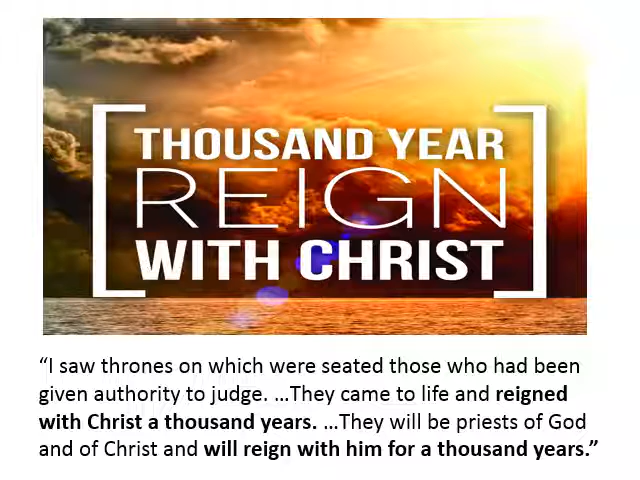 THOUSAND YEAR
REIGN
WITH CHRIST
“I saw thrones on which were seated those who had been
given authority to judge. …They came to life and reigned
with Christ a thousand years. …They will be priests of God
and of Christ and will reign with him for a thousand years.”